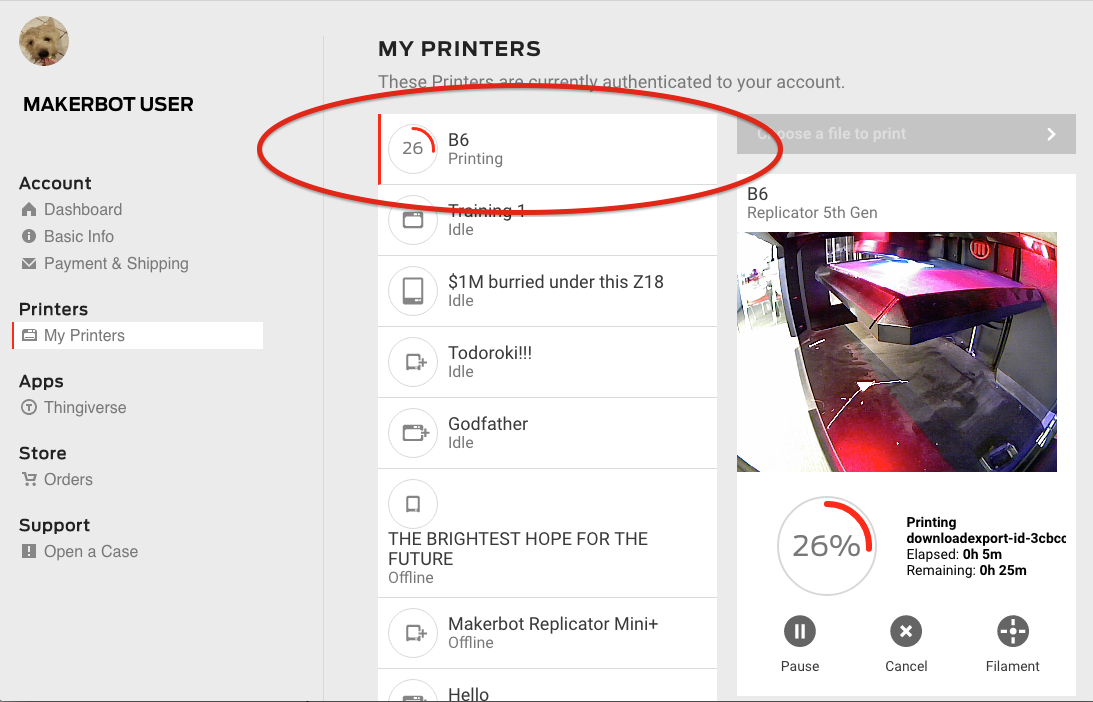 MAKERBOT USER
Account
Dashboard
Basic Info
Payment & Shipping
Printers
My Printers
Apps
Thingiverse
Store
Orders
Support
Open a Case
MY PRINTERS
These Printers are currently authenticated to your account.
26
B6
Printing
Training 1
Idle
$1M burried under this Z18
Idle
Todoroki!!!
Idle
Godfather
Idle
THE BRIGHTEST HOPE FOR THE
FUTURE
Offline
Makerbot Replicator Mini+
Offline
Hello
Choose a file to print
B6
Replicator 5th Gen
26%
Printing
downloadexport-id-3cbcc
Elapsed: 0h 5m
Remaining: 0h 25m
Pause
Cancel
Filament